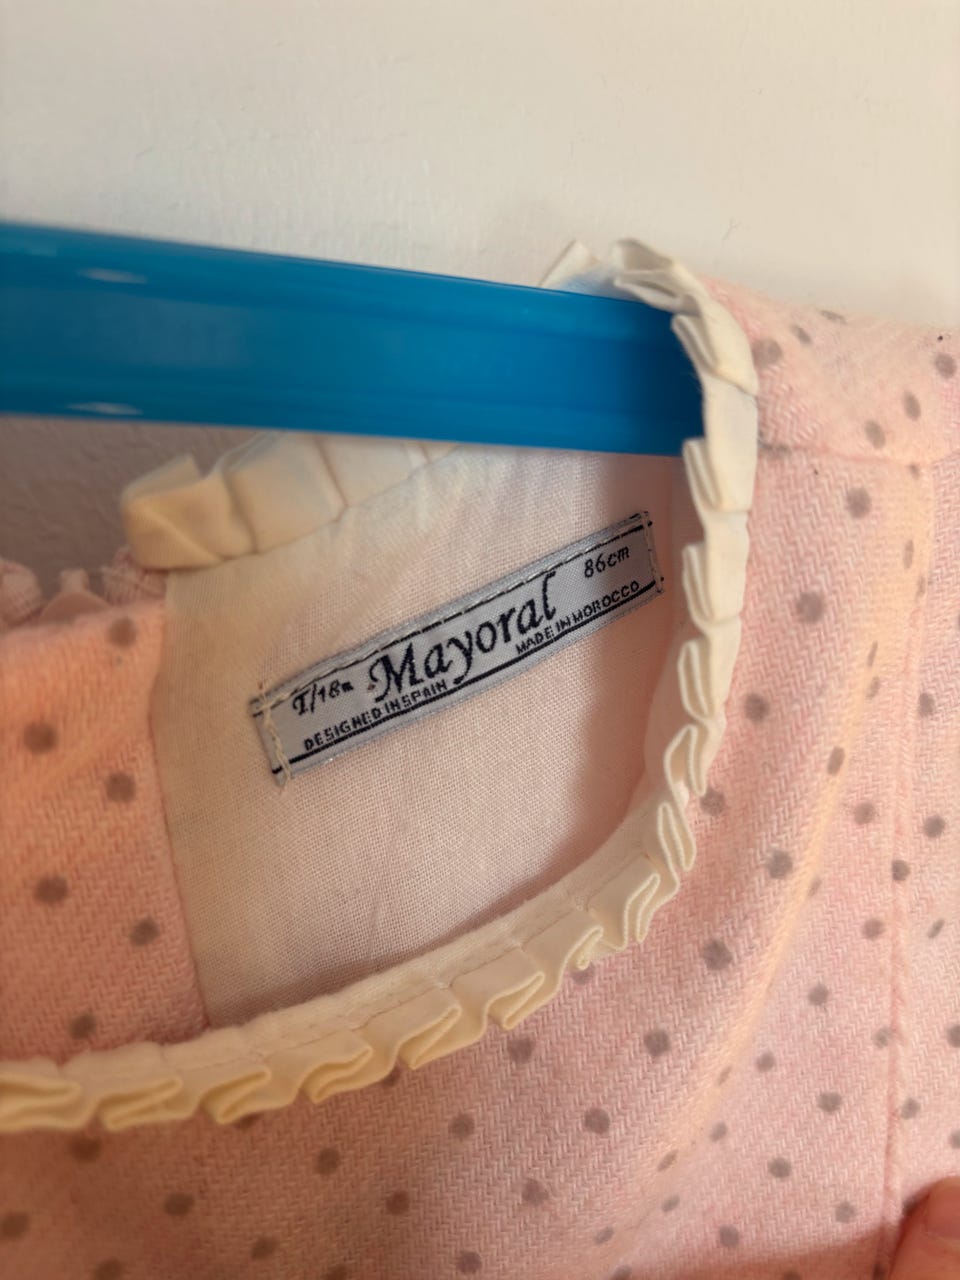 T/18m Mayoral 86cm
DESIGNED IN SPAIN MADE IN MOROCCO